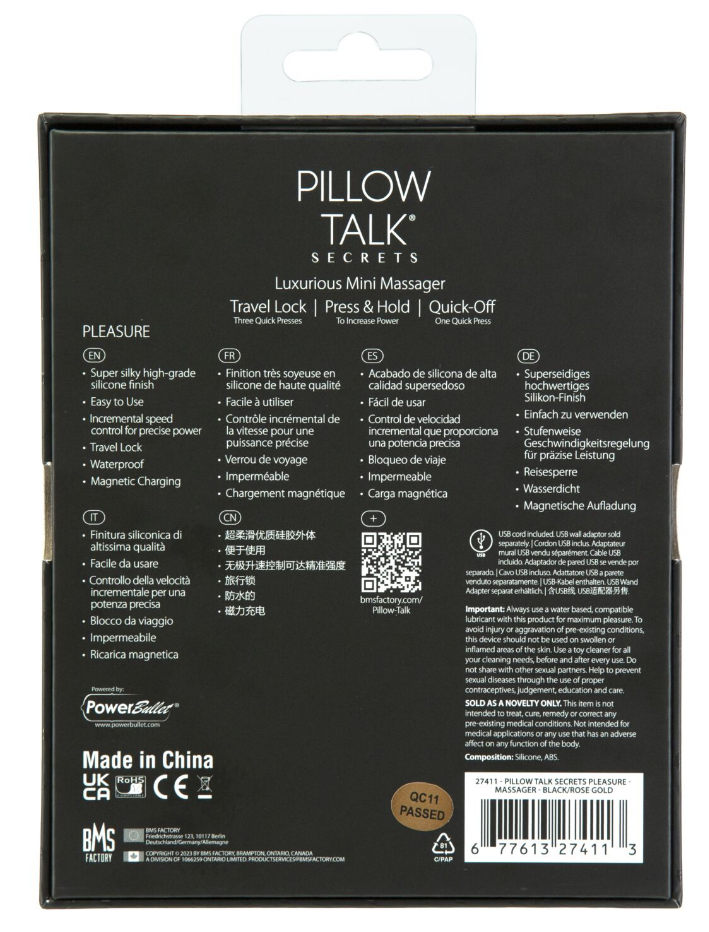 PILLOW
TALK®
SECRETS
Luxurious Mini Massager
Travel Lock | Press & Hold | Quick-Off
Three Quick Presses To Increase Power One Quick Press
PLEASURE
EN
• Super silky high-grade
silicone finish
• Easy to Use
• Incremental speed
control for precise power
• Travel Lock
• Waterproof
• Magnetic Charging
FR
• Finition très soyeuse en
silicone de haute qualité
• Facile à utiliser
• Contrôle incrémental de
la vitesse pour une
puissance précise
• Verrou de voyage
• Imperméable
• Chargement magnétique
ES
• Acabado de silicona de alta
calidad supersedoso
• Fácil de usar
• Control de velocidad
incremental que proporciona
una potencia precisa
• Bloqueo de viaje
• Impermeable
• Carga magnética
DE
• Superseidiges
hochwertiges
Silikon-Finish
• Einfach zu verwenden
• Stufenweise
Geschwindigkeitsregelung
für präzise Leistung
• Reisesperre
• Wasserdicht
• Magnetische Aufladung
IT
• Finitura siliconica di
altissima qualità
• Facile da usare
• Controllo della velocità
incrementale per una
potenza precisa
• Blocco da viaggio
• Impermeabile
• Ricarica magnetica
CN
• 超柔滑优质硅胶外体
• 便于使用
• 无极升速控制可达精准强度
• 旅行锁
• 防水的
• 磁力充电
+
bmsfactory.com/
Pillow-Talk
USB
USB cord included. USB wall adaptor sold
separately. | Cordon USB inclus. Adaptateur
mural USB vendu séparément. Cable USB
incluido. Adaptador de pared USB se vende por
separado. | Cavo USB incluso. Adattatore USB a parete
venduto separatamente. | USB-Kabel enthalten. USB Wand
Adapter separat erhältlich. | 含USB线 USB适配器另售.
Important: Always use a water based, compatible
lubricant with this product for maximum pleasure. To
avoid injury or aggravation of pre-existing conditions,
this device should not be used on swollen or
inflamed areas of the skin. Use a toy cleaner for all
your cleaning needs, before and after every use. Do
not share with other sexual partners. Help to prevent
sexual diseases through the use of proper
contraceptives, judgement, education and care.
SOLD AS A NOVELTY ONLY. This item is not
intended to treat, cure, remedy or correct any
pre-existing medical conditions. Not intended for
medical applications or any use that has an adverse
affect on any function of the body.
Composition: Silicone, ABS.
Powered by:
PowerBullet®
www.powerbullet.com
Made in China
UK
CA
RoHS
CE
QC11
PASSED
27411 - PILLOW TALK SECRETS PLEASURE -
MASSAGER - BLACK/ROSE GOLD
6 77613 27411 3
81
C/PAP
BMS
FACTORY
BMS FACTORY
Friedrichstrasse 123, 10117 Berlin
Deutschland/Germany/Allemagne
COPYRIGHT © 2023 BY BMS FACTORY, BRAMPTON, ONTARIO, CANADA
A DIVISION OF 1066259 ONTARIO LIMITED. PRODUCTSERVICES@BMSFACTORY.COM